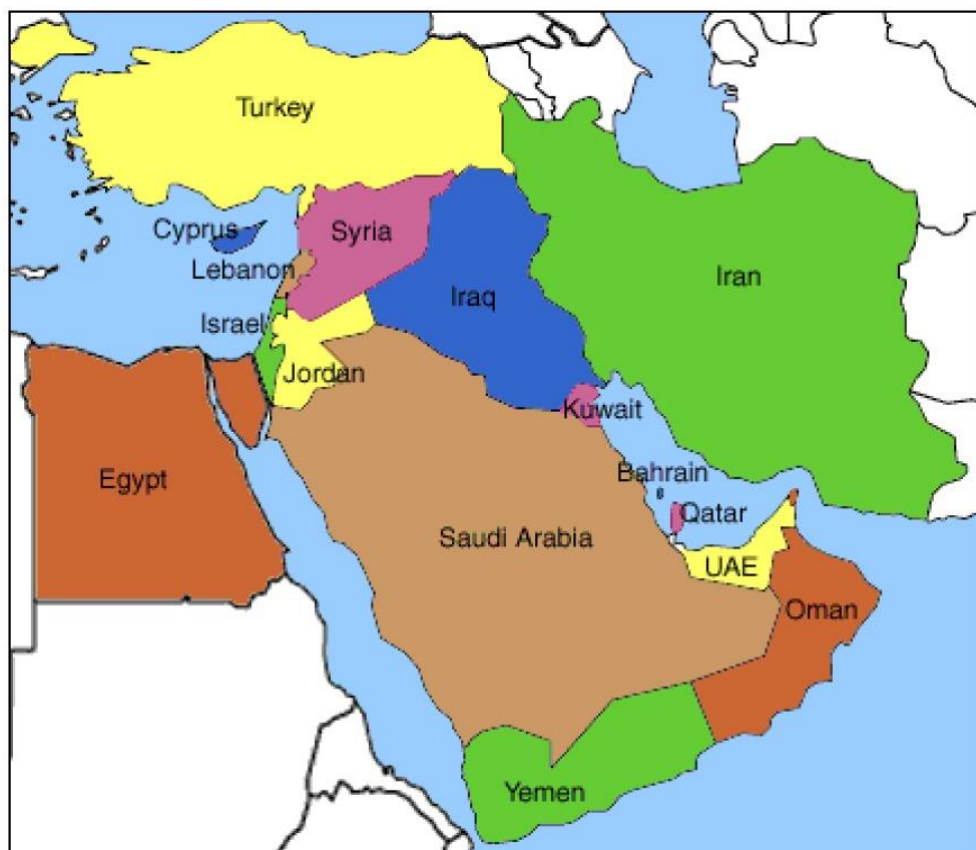 Turkey
Cyprus
Syria
Lebanon
Iraq
Iran
Israel
Jordan
Kuwait
Egypt
Bahrain
Qatar
Saudi Arabia
UAE
Oman
Yemen